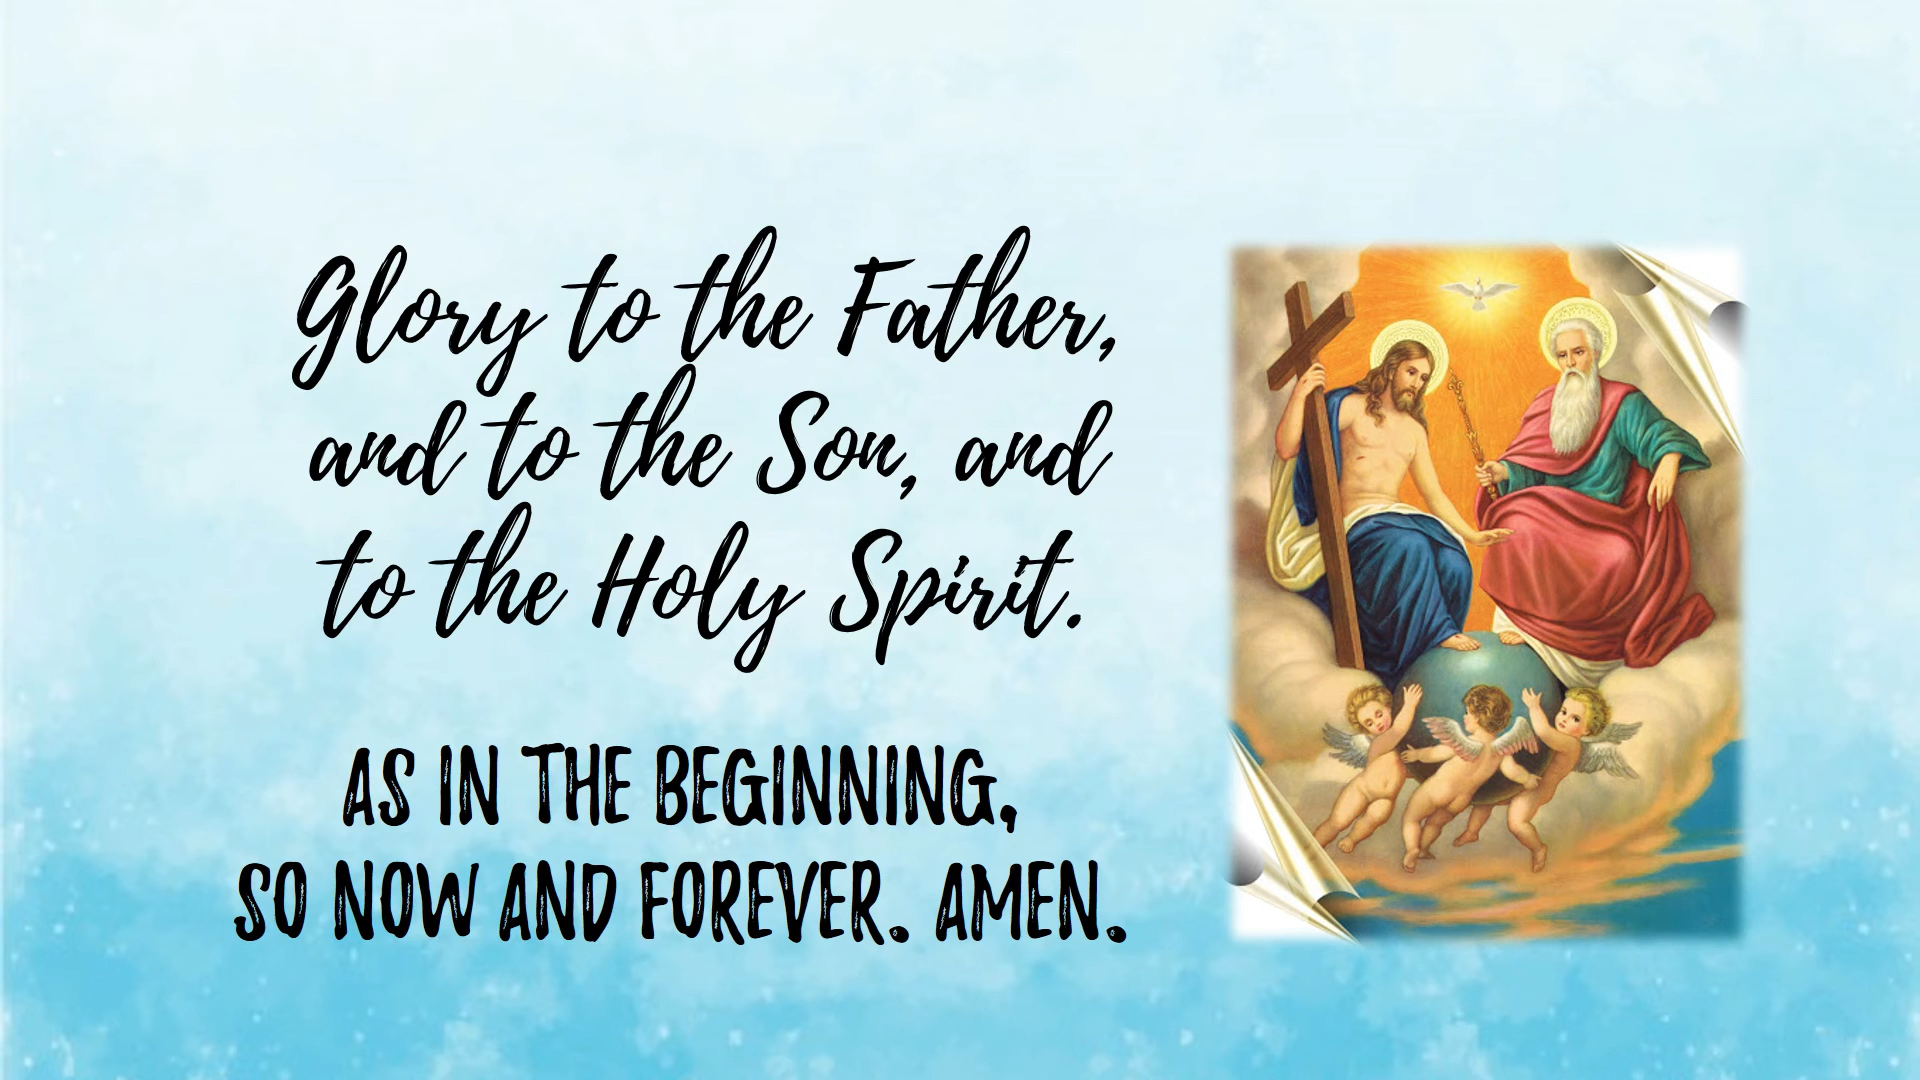 Glory to the Father,
and to the Son, and
to the Holy Spirit.
AS IN THE BEGINNING,
SO NOW AND FOREVER. AMEN.